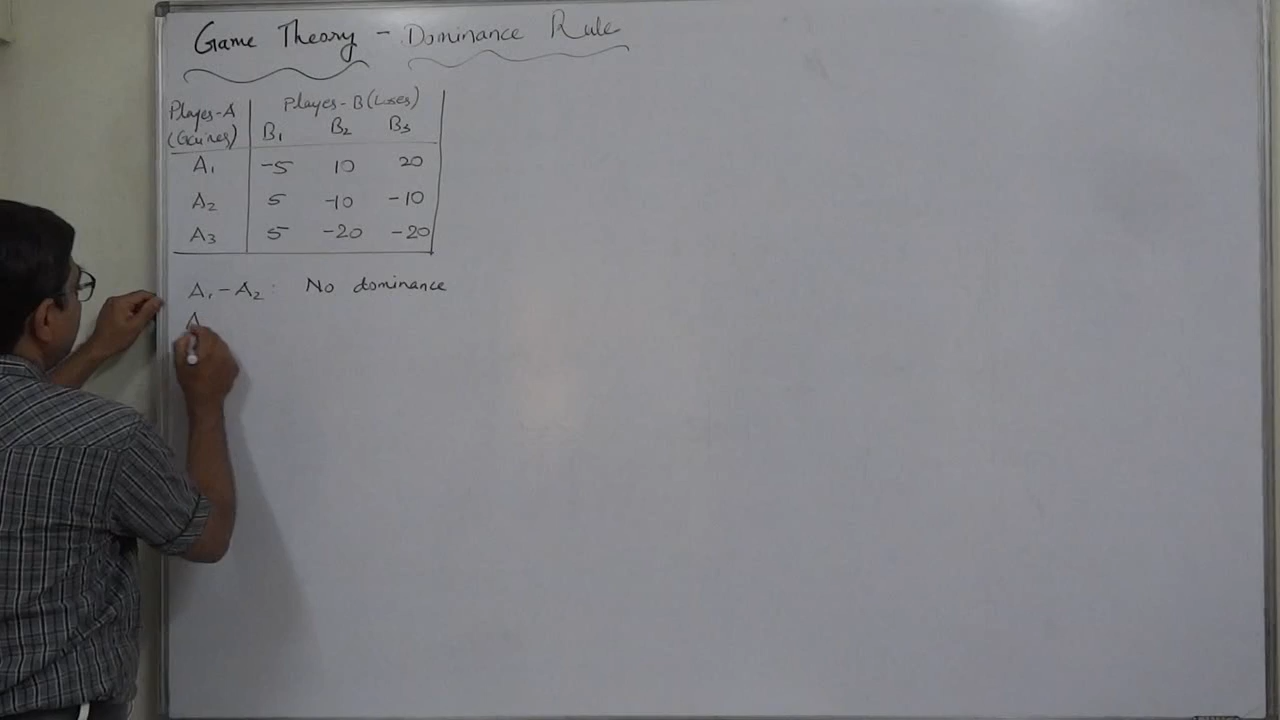 Game Theory - Dominance Rule
Player-A Player-B (Loses)
(Gaines) B1 B2 B3
A1 -5 10 20
A2 5 -10 -10
A3 5 -20 -20
A1-A2: No dominance
A